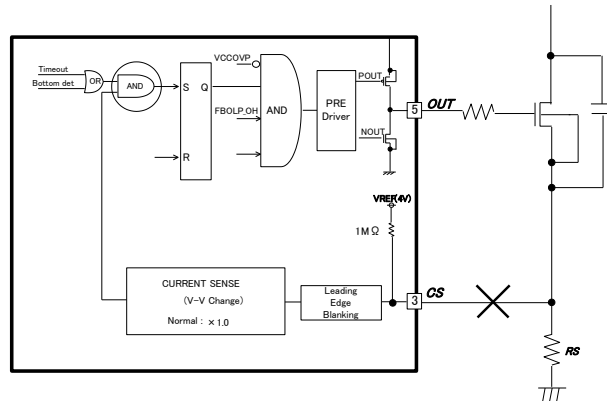 VCCOVP
Timeout
OR
Bottom det
AND
S Q
R
FBOLP_OH
AND
PRE
Driver
POUT
NOUT
5 OUT
VREF(4V)
1MΩ
CURRENT SENSE
(V-V Change)
Normal : ×1.0
Leading
Edge
Blanking
3 CS
RS